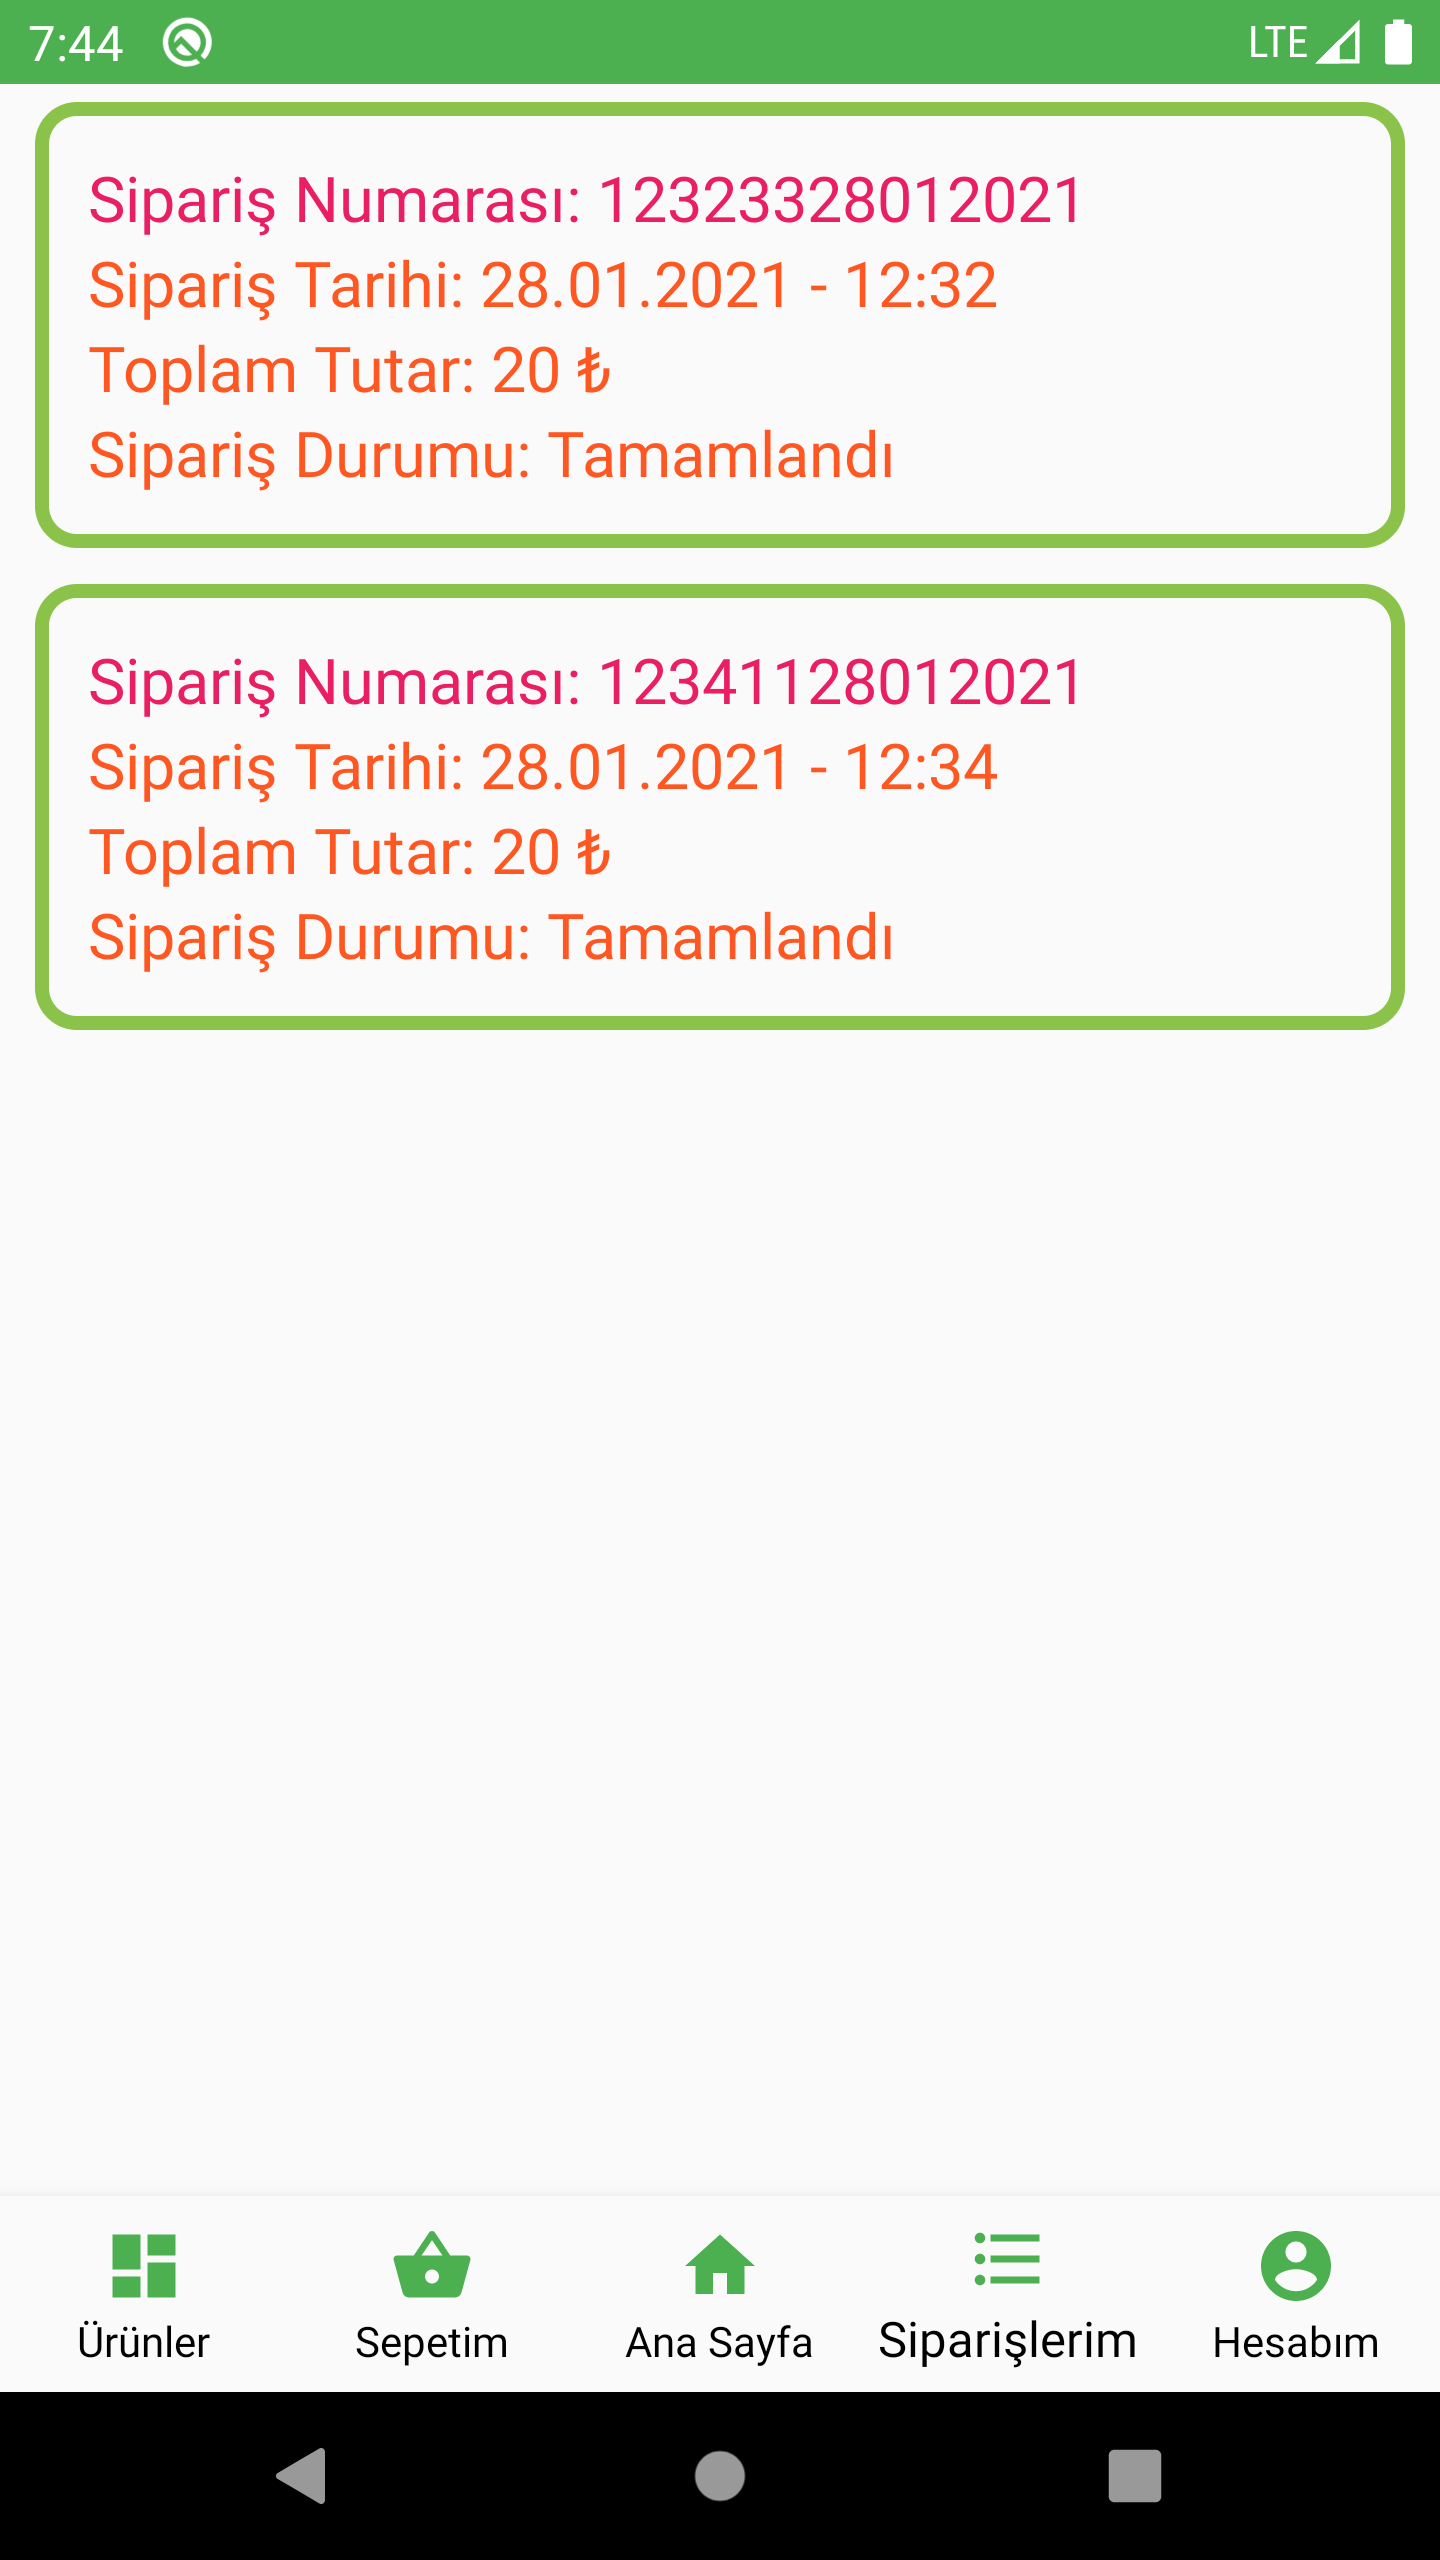 7:44 LTE
Sipariş Numarası: 12323328012021
Sipariş Tarihi: 28.01.2021 - 12:32
Toplam Tutar: 20 ₺
Sipariş Durumu: Tamamlandı
Sipariş Numarası: 12341128012021
Sipariş Tarihi: 28.01.2021 - 12:34
Toplam Tutar: 20 ₺
Sipariş Durumu: Tamamlandı
Ürünler Sepetim Ana Sayfa Siparişlerim Hesabım